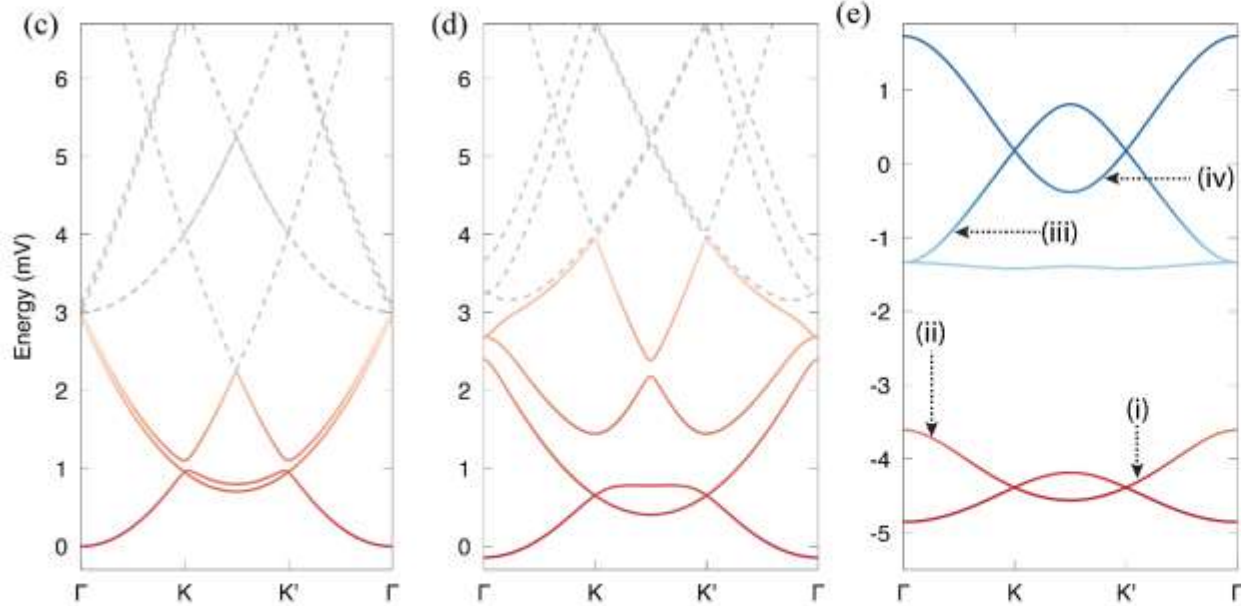 (c)
Energy (mV)
6
5
4
3
2
1
0
Γ
K
K'
Γ
(d)
6
5
4
3
2
1
0
Γ
K
K'
Γ
(e)
1
0
-1
-2
-3
-4
-5
(iv)
(iii)
(ii)
(i)
Γ
K
K'
Γ